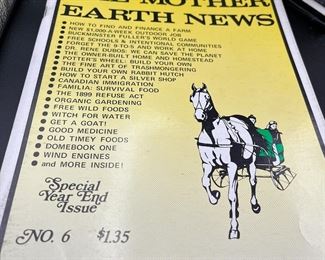 THE MOTHER
EARTH NEWS
• HOW TO FIND AND FINANCE A FARM
• NEW $1,000-A-WEEK OUTDOOR JOB
• BUCKMINSTER FULLER'S WORLD GAME
• FREE SCHOOLS & INTENTIONAL COMMUNITIES
• FORGET THE 9-TO-5 AND WORK AT HOME
• DR. RENE DUBOS: WE CAN SAVE THE PLANET
• THE OWNER-BUILT HOME AND HOMESTEAD
• POTTER'S WHEEL: BUILD YOUR OWN
• THE FINE ART OF TRASHMONGERING
• BUILD YOUR OWN RABBIT HUTCH
• HOW TO START A SILVER SHOP
• CANADIAN IMMIGRATION
• FAMILIA: SURVIVAL FOOD
• THE 1899 REFUSE ACT
• ORGANIC GARDENING
• FREE WILD FOODS
• WITCH FOR WATER
• GET A GOAT!
• GOOD MEDICINE
• OLD TIMEY FOODS
• DOMEBOOK ONE
• WIND ENGINES
• and MORE INSIDE!
Special
Year End
Issue
NO. 6 $1.35